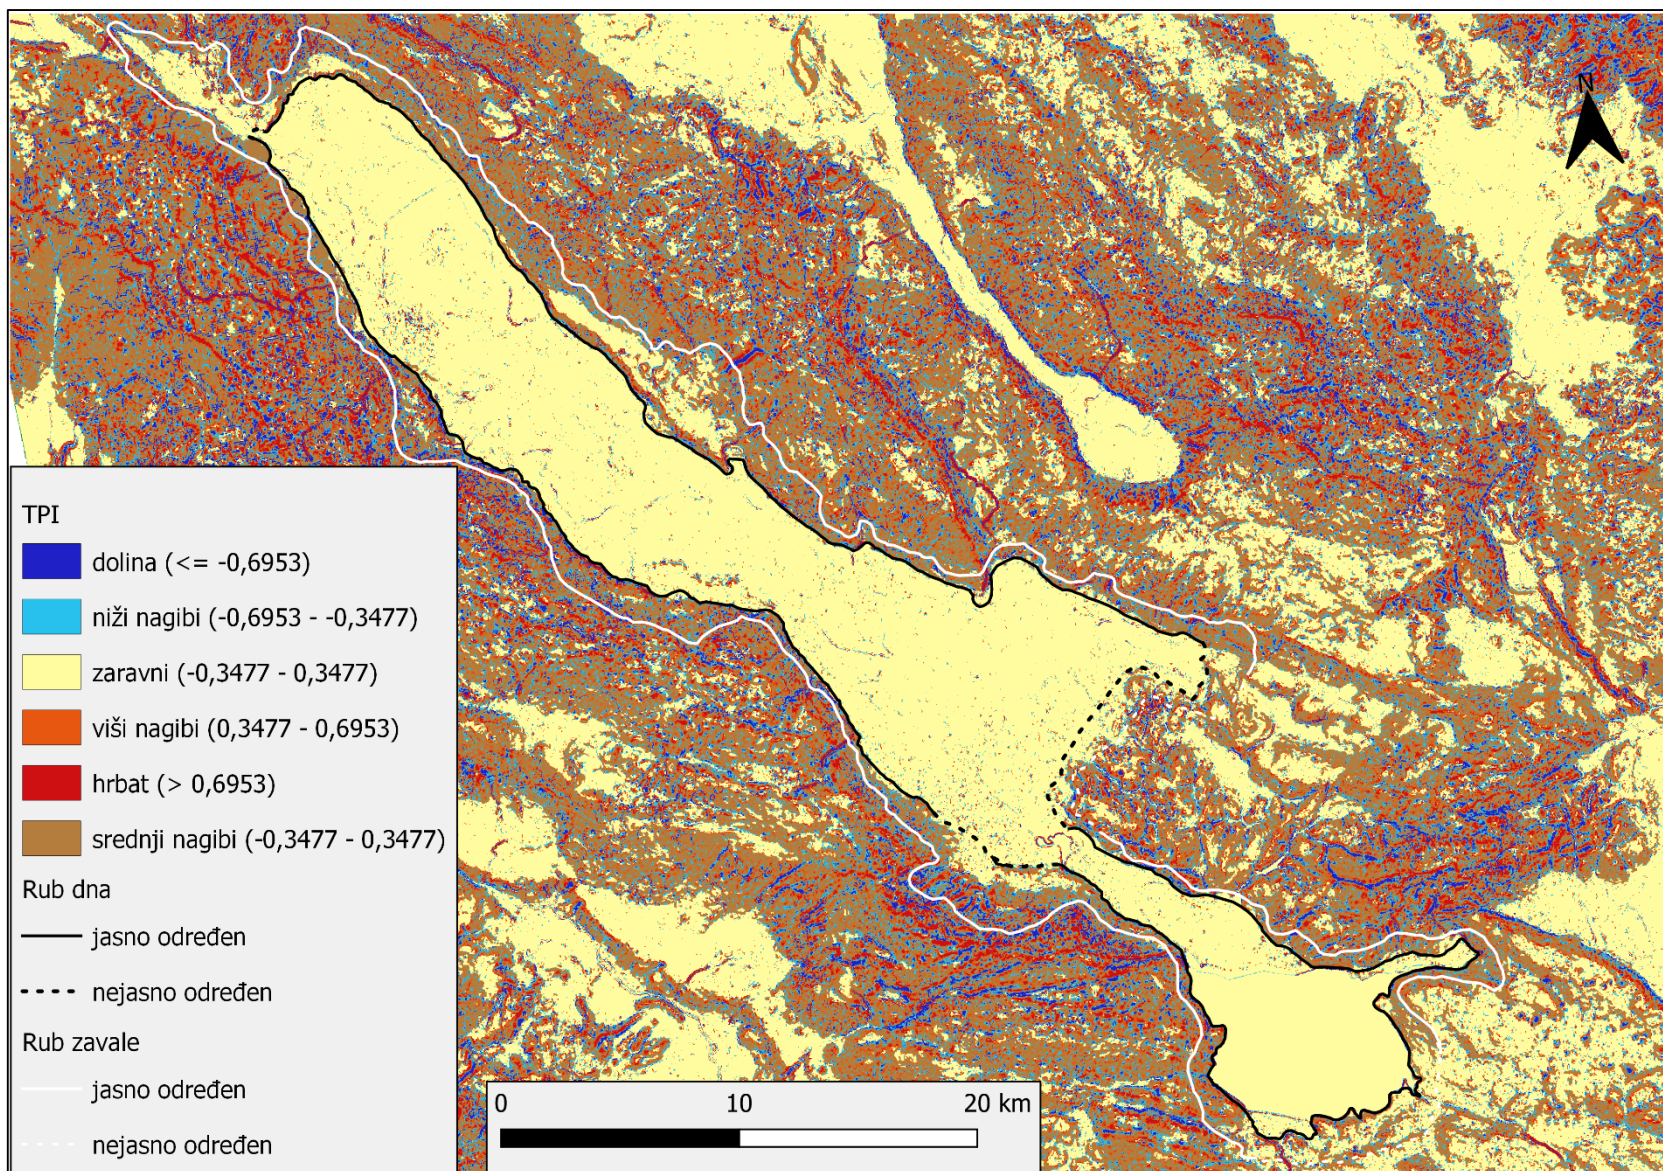 N
TPI
dolina (<= -0,6953)
niži nagibi (-0,6953 - -0,3477)
zaravni (-0,3477 - 0,3477)
viši nagibi (0,3477 - 0,6953)
hrbat (> 0,6953)
srednji nagibi (-0,3477 - 0,3477)
Rub dna
jasno određen
nejasno određen
Rub zavale
jasno određen
nejasno određen
0 10 20 km